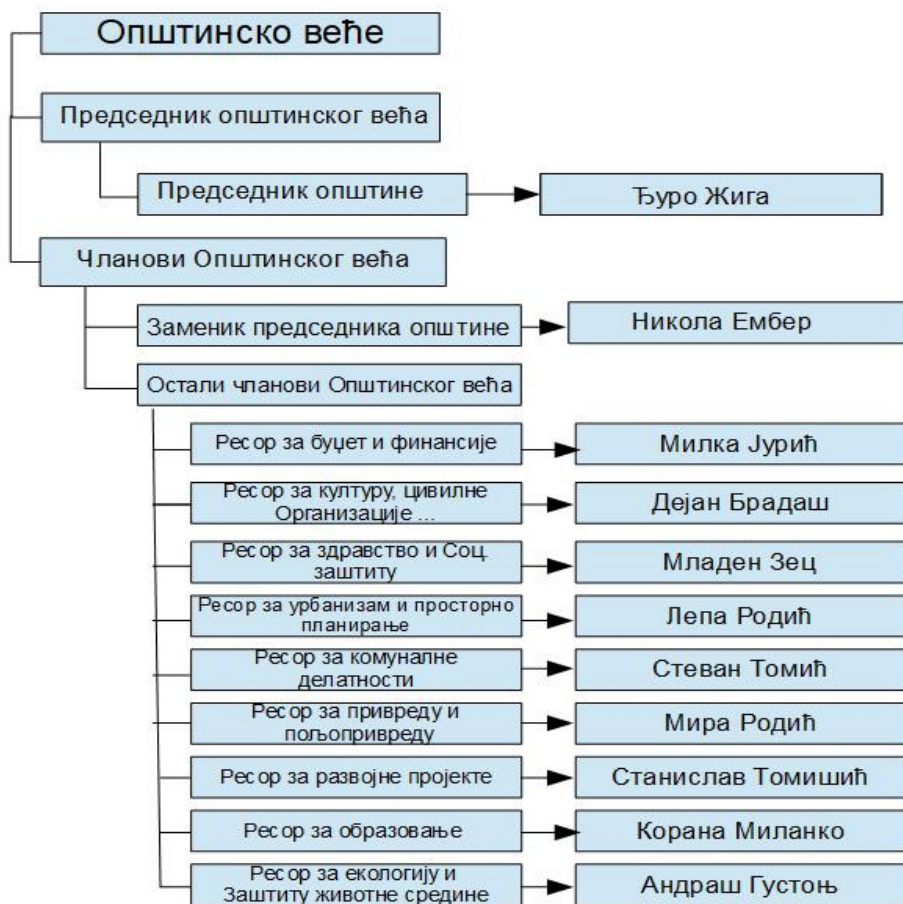 Општинско веће
Председник општинског већа
Председник општине
Ђуро Жига
Чланови Општинског већа
Заменик председника општине
Никола Ембер
Остали чланови Општинског већа
Ресор за буџет и финансије
Милка Јурић
Ресор за културу, цивилне
Организације ...
Дејан Брадаш
Ресор за здравство и Соц.
заштиту
Младен Зец
Ресор за урбанизам и просторно
планирање
Лепа Родић
Ресор за комуналне
делатности
Стеван Томић
Ресор за привреду и
пољопривреду
Мира Родић
Ресор за развојне пројекте
Станислав Томишић
Ресор за образовање
Корана Миланко
Ресор за екологију и
Заштиту животне средине
Андраш Густоњ